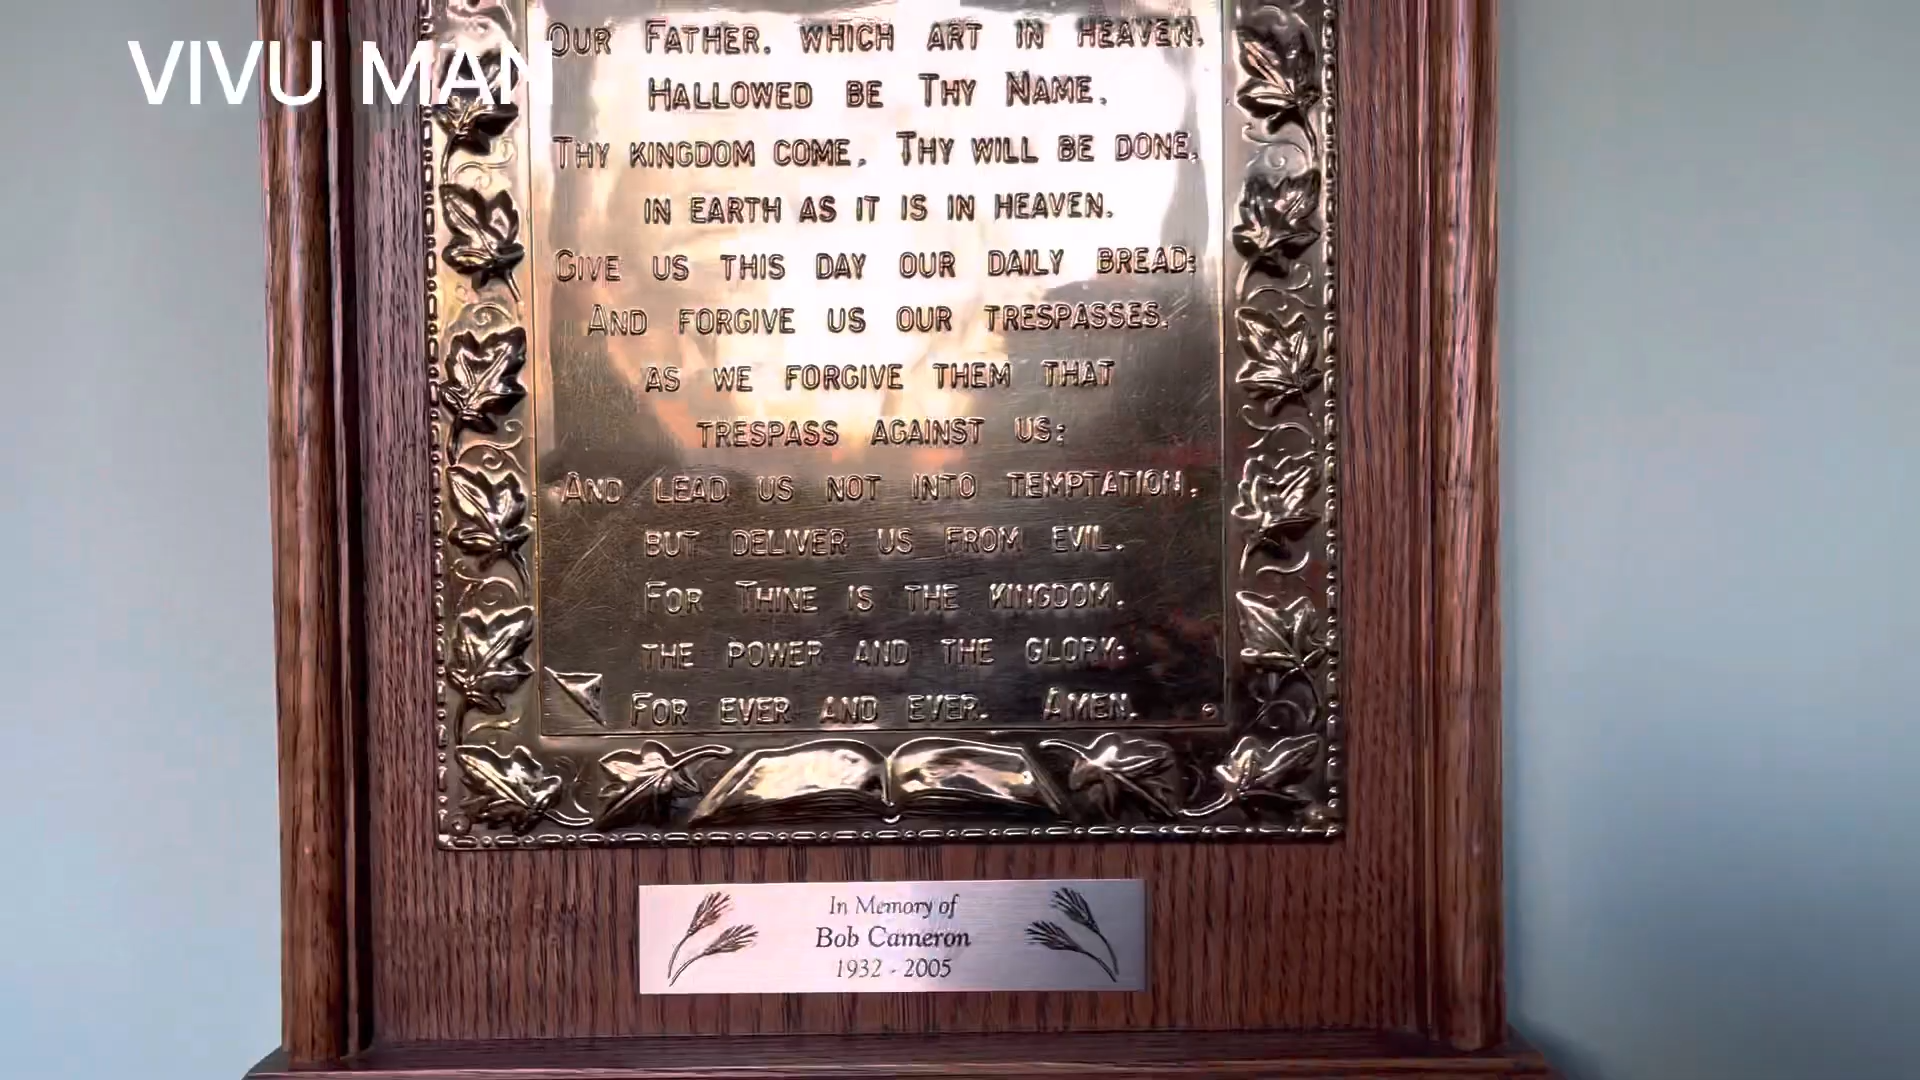 VIVU MAN
OUR FATHER, WHICH ART IN HEAVEN,
HALLOWED BE THY NAME.
THY KINGDOM COME. THY WILL BE DONE,
IN EARTH AS IT IS IN HEAVEN.
GIVE US THIS DAY OUR DAILY BREAD;
AND FORGIVE US OUR TRESPASSES,
AS WE FORGIVE THEM THAT
TRESPASS AGAINST US;
AND LEAD US NOT INTO TEMPTATION,
BUT DELIVER US FROM EVIL.
FOR THINE IS THE KINGDOM,
THE POWER AND THE GLORY;
FOR EVER AND EVER. AMEN.
In Memory of
Bob Cameron
1932 - 2005